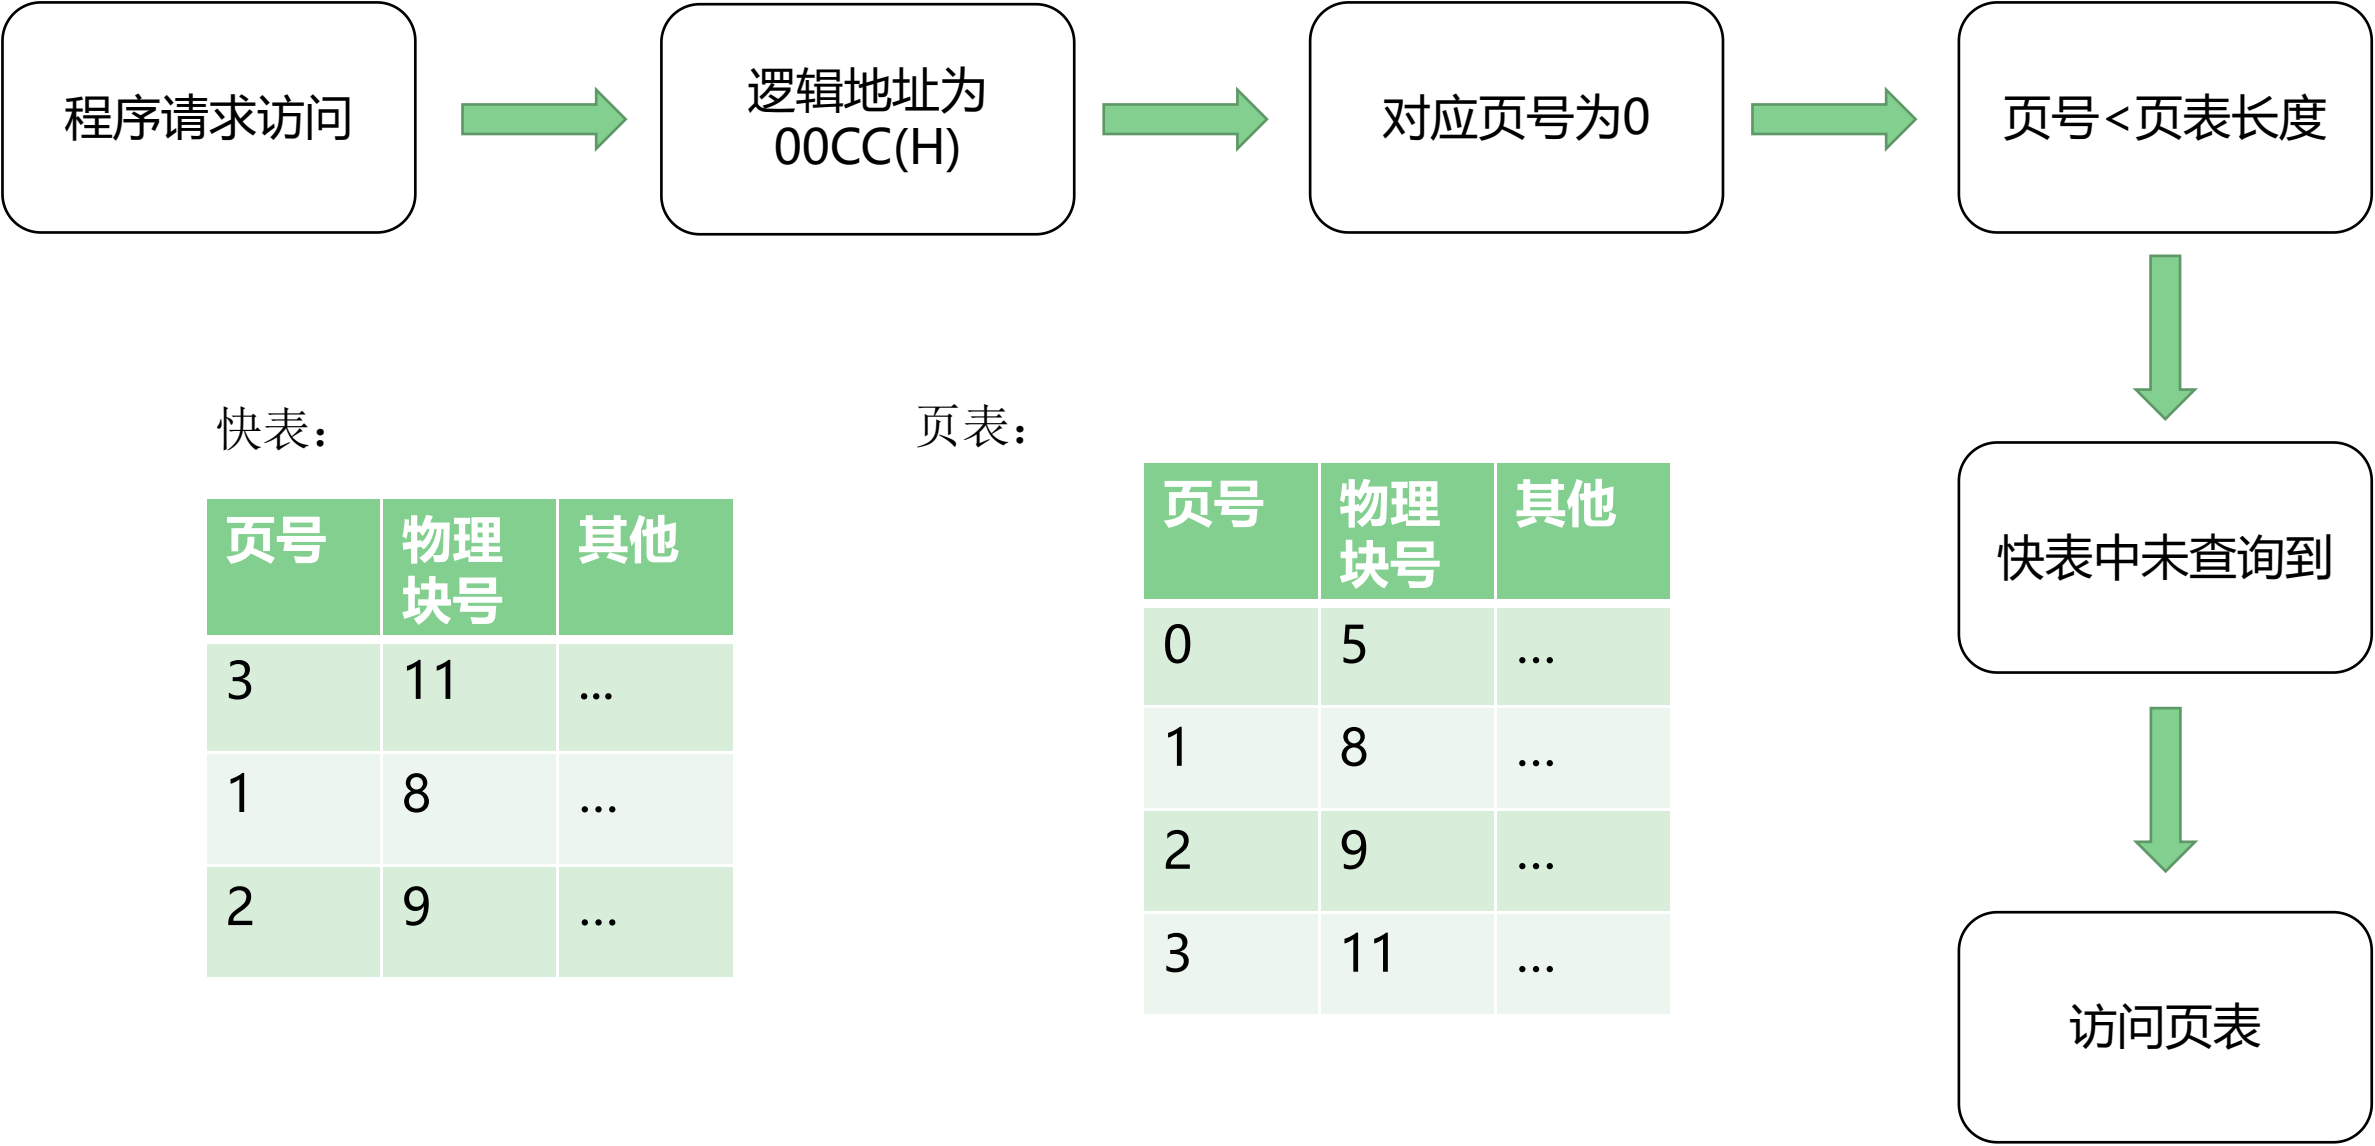 程序请求访问
逻辑地址为
00CC(H)
对应页号为0
页号<页表长度
快表中未查询到
访问页表
快表：
页号 物理块号 其他
3 11 ...
1 8 …
2 9 …
页表：
页号 物理块号 其他
0 5 …
1 8 …
2 9 …
3 11 …